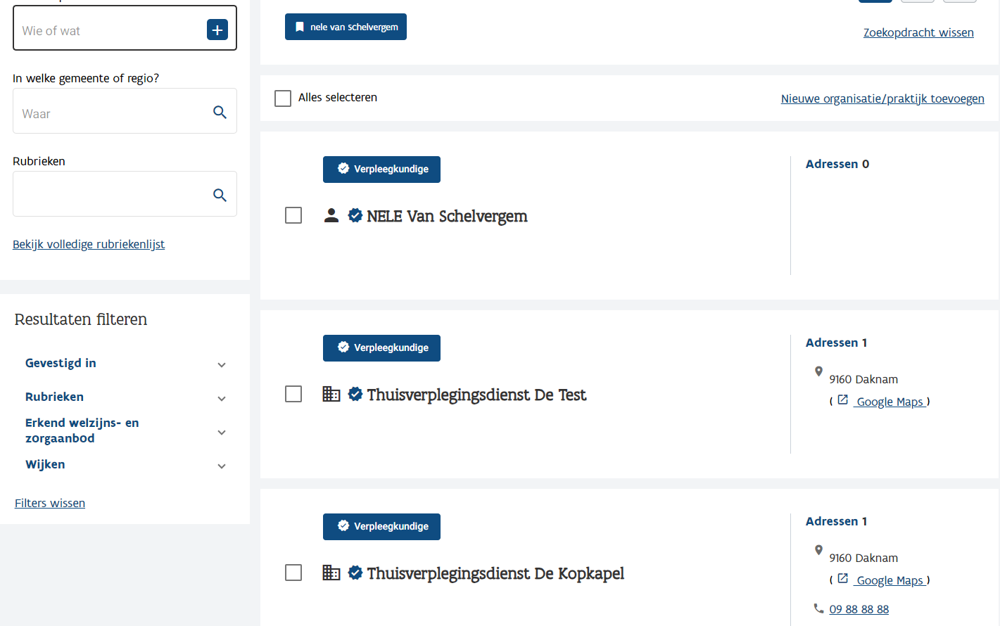 Wie of wat
In welke gemeente of regio?
Waar
Rubrieken
Bekijk volledige rubriekenlijst
Resultaten filteren
Gevestigd in
Rubrieken
Erkend welzijns- en
zorgaanbod
Wijken
Filters wissen
nele van schelvergem
Zoekopdracht wissen
Alles selecteren
Nieuwe organisatie/praktijk toevoegen
Verpleegkundige
NELE Van Schelvergem
Adressen 0
Verpleegkundige
Thuisverplegingsdienst De Test
Adressen 1
9160 Daknam
( Google Maps )
Verpleegkundige
Thuisverplegingsdienst De Kopkapel
Adressen 1
9160 Daknam
( Google Maps )
09 88 88 88